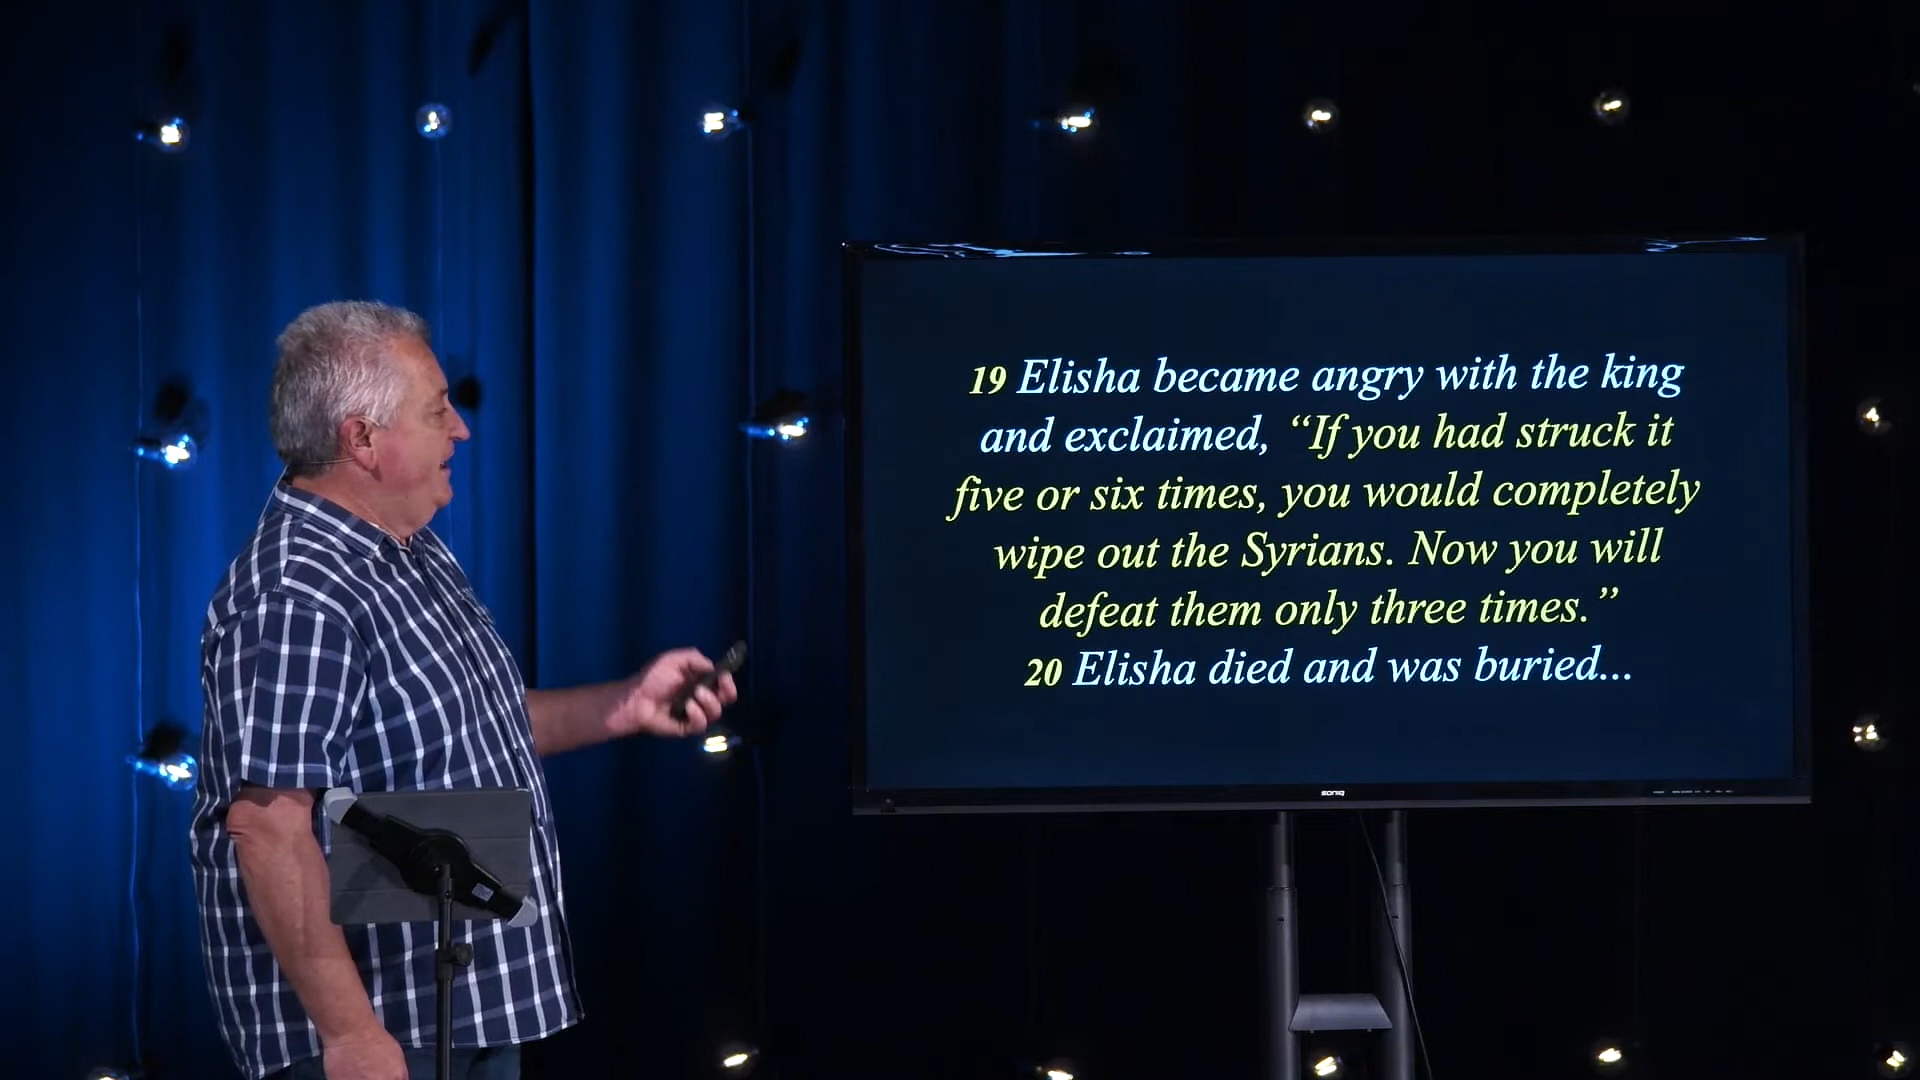 19 Elisha became angry with the king
and exclaimed, “If you had struck it
five or six times, you would completely
wipe out the Syrians. Now you will
defeat them only three times.”
20 Elisha died and was buried...
soniq